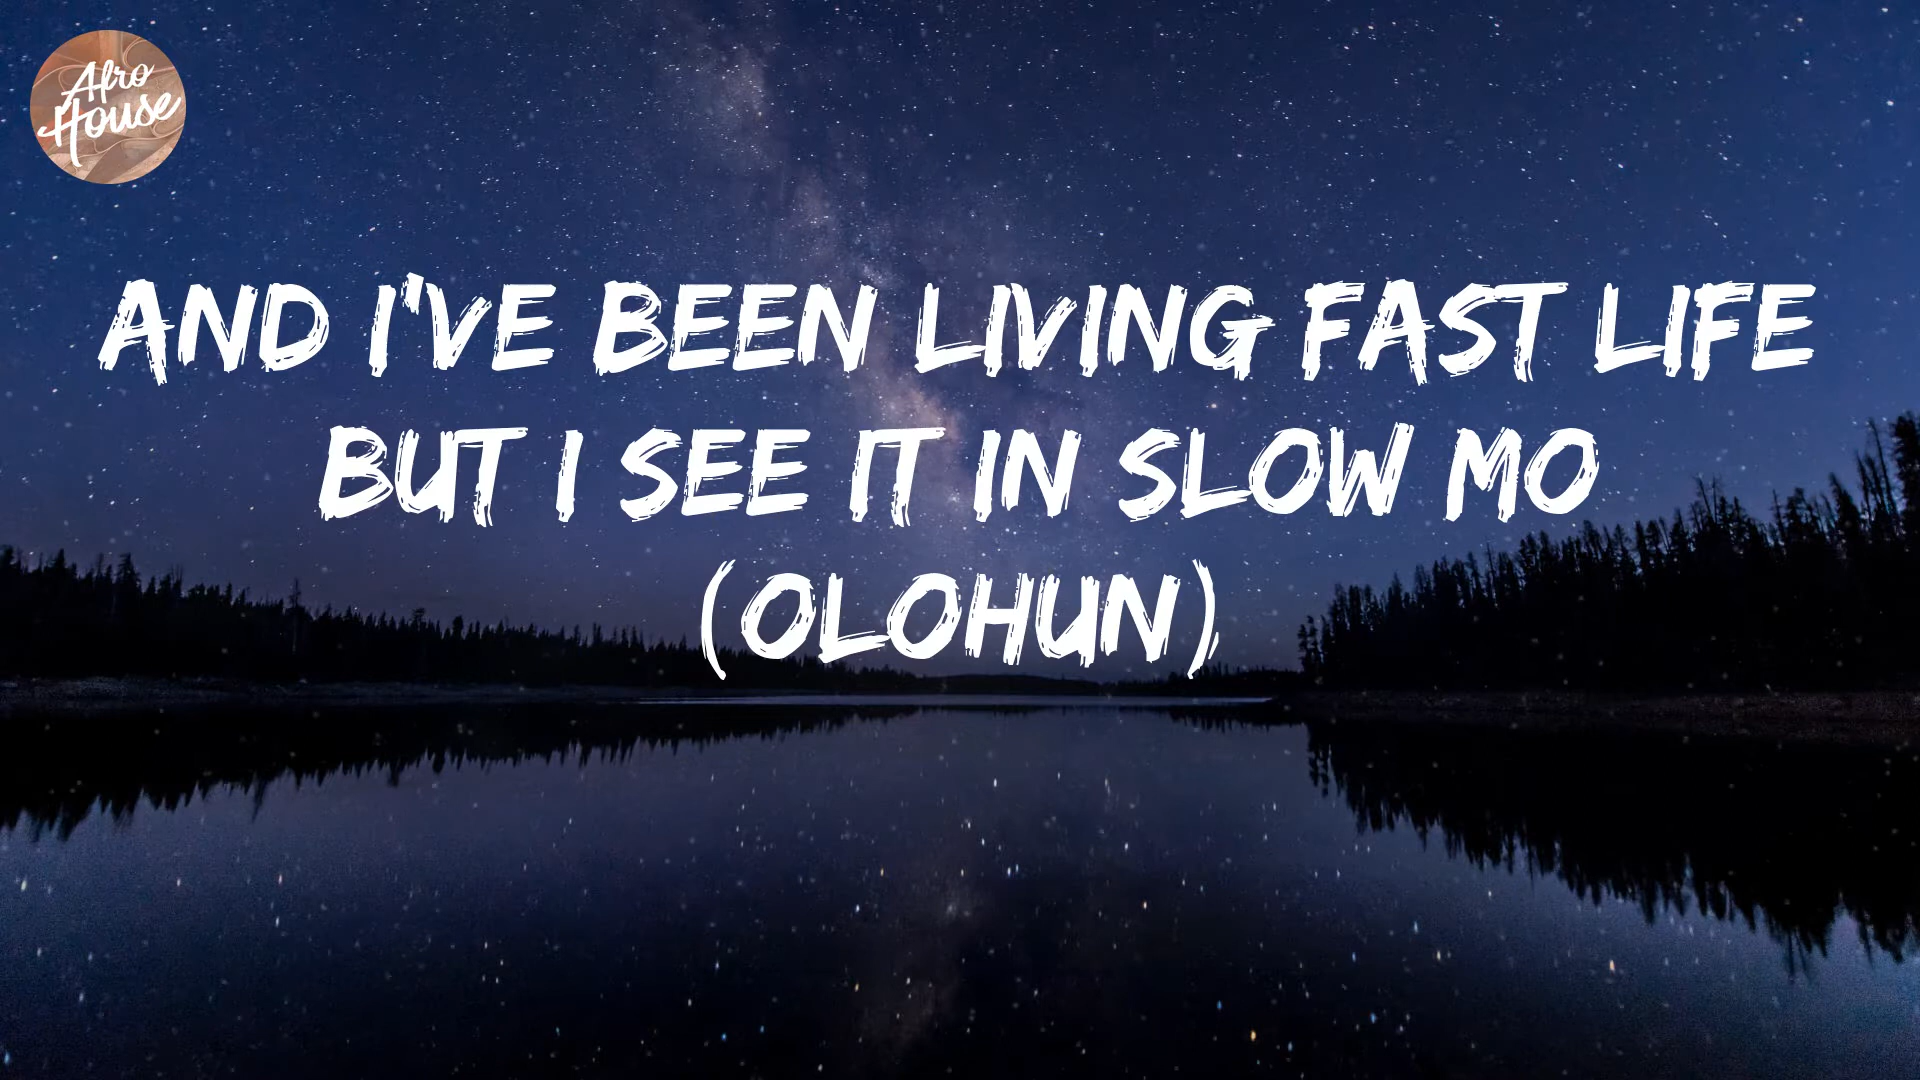 Afro
House
AND I'VE BEEN LIVING FAST LIFE
BUT I SEE IT IN SLOW MO
(OLOHUN)